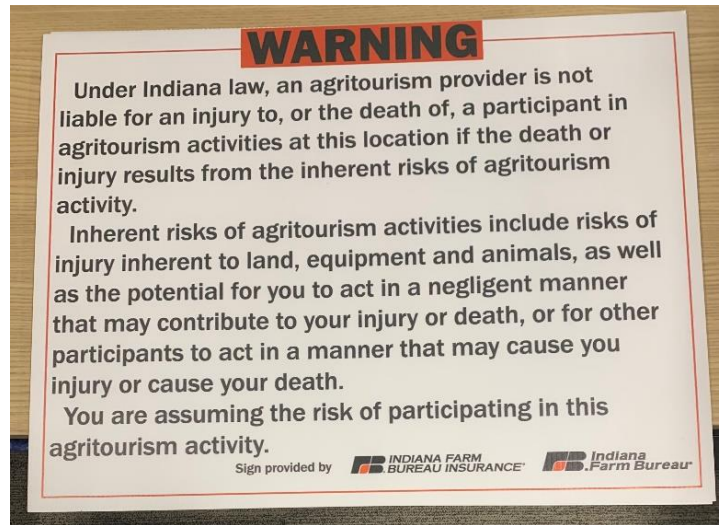 WARNING
Under Indiana law, an agritourism provider is not
liable for an injury to, or the death of, a participant in
agritourism activities at this location if the death or
injury results from the inherent risks of agritourism
activity.
Inherent risks of agritourism activities include risks of
injury inherent to land, equipment and animals, as well
as the potential for you to act in a negligent manner
that may contribute to your injury or death, or for other
participants to act in a manner that may cause you
injury or cause your death.
You are assuming the risk of participating in this
agritourism activity.
Sign provided by
INDIANA FARM
BUREAU INSURANCE
Indiana
Farm Bureau